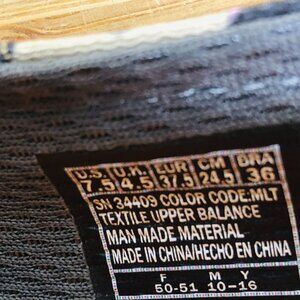 U.S. U.K. EUR CM BRA
7.5 4.5 37.5 24.5 36
SN 34409 COLOR CODE.MLT
TEXTILE UPPER BALANCE
MAN MADE MATERIAL
MADE IN CHINA/HECHO EN CHINA
F M Y
50-51 10-16